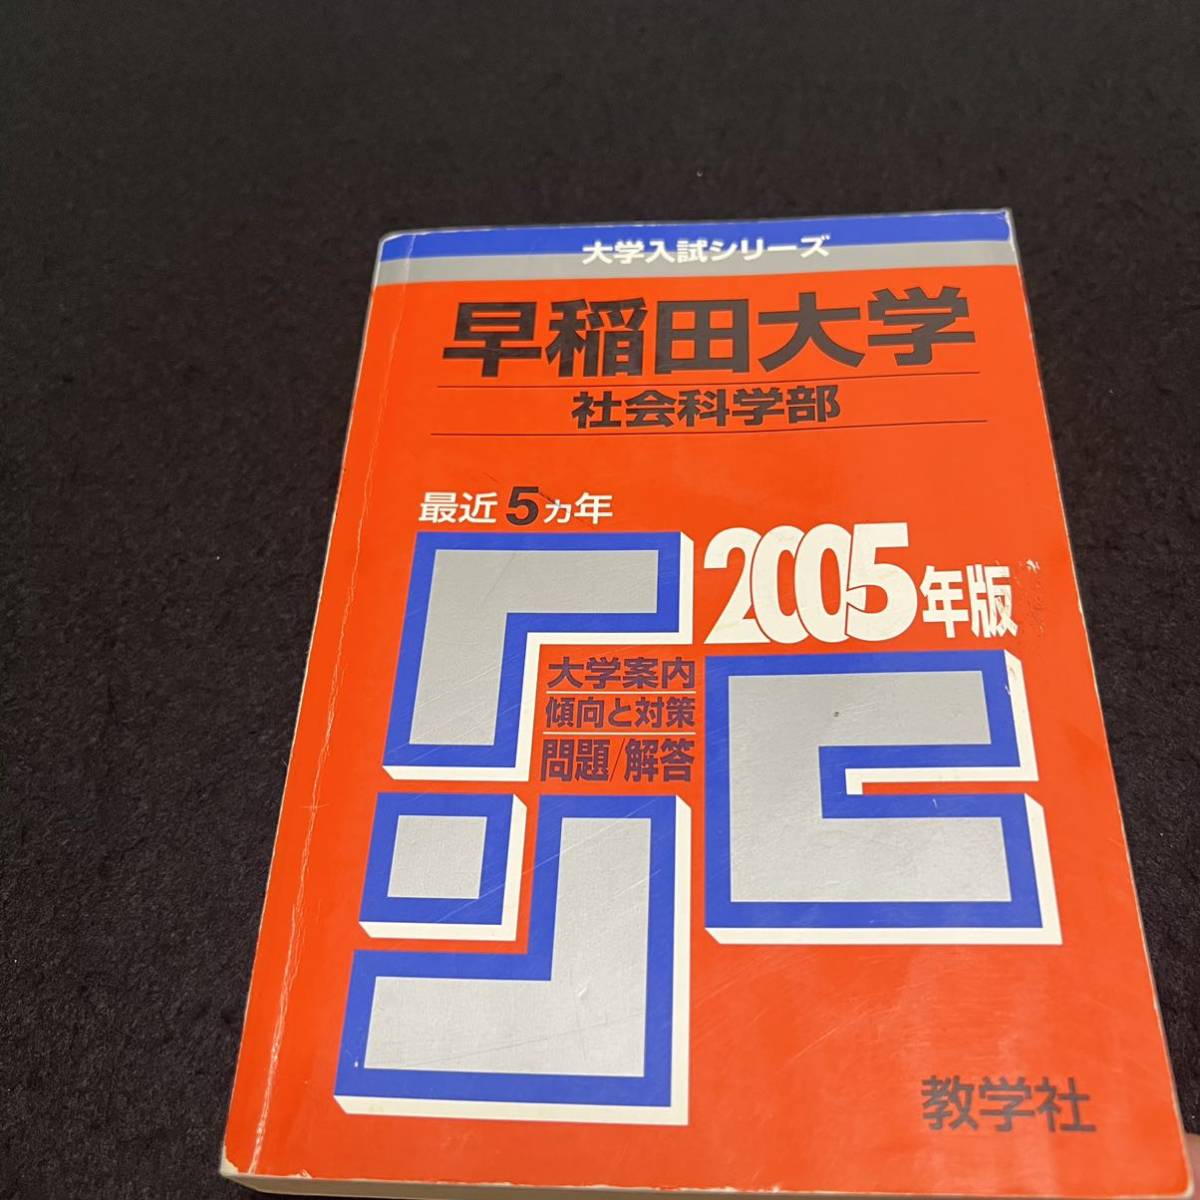 大学入試シリーズ
早稲田大学
社会科学部
最近5ヵ年
2005年版
大学案内
傾向と対策
問題/解答
教学社